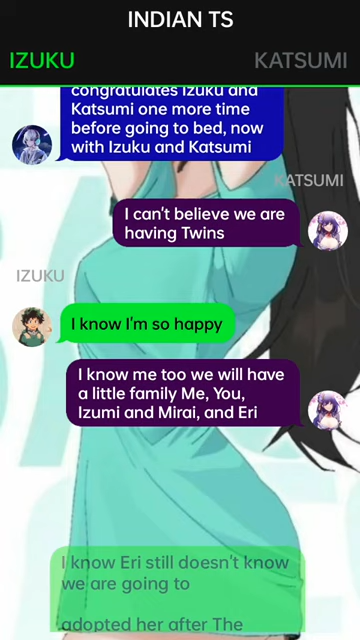 INDIAN TS
IZUKU KATSUMI
congratulates Izuku and
Katsumi one more time
before going to bed, now
with Izuku and Katsumi
KATSUMI
I can't believe we are
having Twins
IZUKU
I know I'm so happy
I know me too we will have
a little family Me, You,
Izumi and Mirai, and Eri
I know Eri still doesn't know
we are going to
adopted her after The